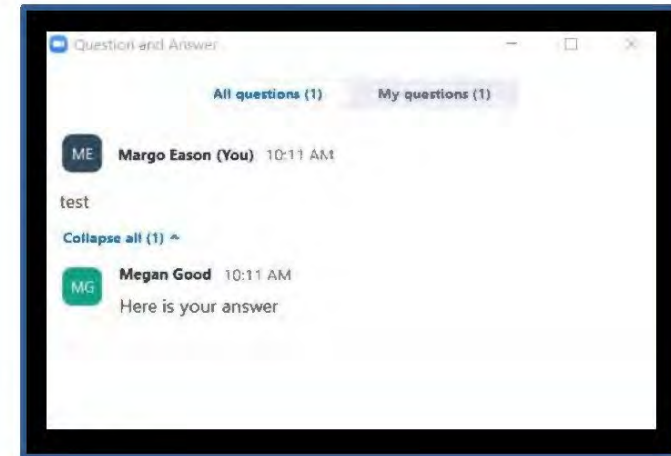 Question and Answer
All questions (1) My questions (1)
ME Margo Eason (You) 10:11 AM
test
Collapse all (1)
MG Megan Good 10:11 AM
Here is your answer